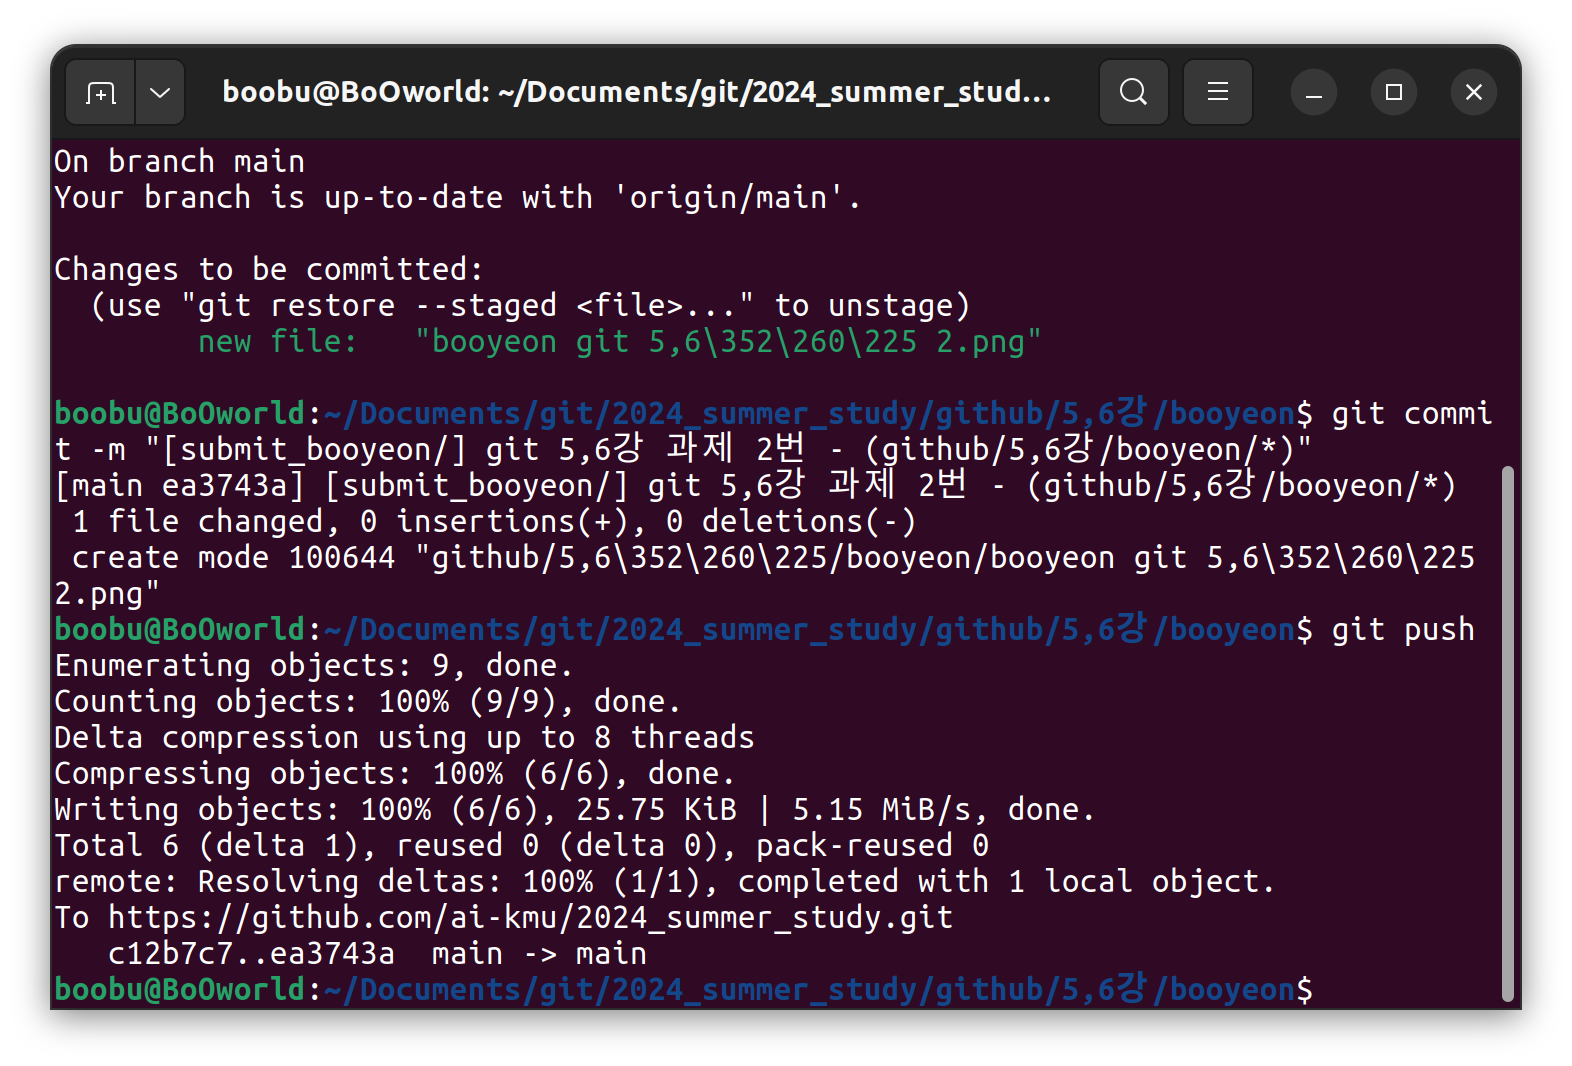 boobu@BoOworld: ~/Documents/git/2024_summer_stud...
On branch main
Your branch is up-to-date with 'origin/main'.
Changes to be committed:
  (use "git restore --staged <file>..." to unstage)
        new file:   "booyeon git 5,6\352\260\225 2.png"
boobu@BoOworld:~/Documents/git/2024_summer_study/github/5,6강/booyeon$ git commi
t -m "[submit_booyeon/] git 5,6강 과제 2번 - (github/5,6강/booyeon/*)"
[main ea3743a] [submit_booyeon/] git 5,6강 과제 2번 - (github/5,6강/booyeon/*)
 1 file changed, 0 insertions(+), 0 deletions(-)
 create mode 100644 "github/5,6\352\260\225/booyeon/booyeon git 5,6\352\260\225
2.png"
boobu@BoOworld:~/Documents/git/2024_summer_study/github/5,6강/booyeon$ git push
Enumerating objects: 9, done.
Counting objects: 100% (9/9), done.
Delta compression using up to 8 threads
Compressing objects: 100% (6/6), done.
Writing objects: 100% (6/6), 25.75 KiB | 5.15 MiB/s, done.
Total 6 (delta 1), reused 0 (delta 0), pack-reused 0
remote: Resolving deltas: 100% (1/1), completed with 1 local object.
To https://github.com/ai-kmu/2024_summer_study.git
   c12b7c7..ea3743a  main -> main
boobu@BoOworld:~/Documents/git/2024_summer_study/github/5,6강/booyeon$